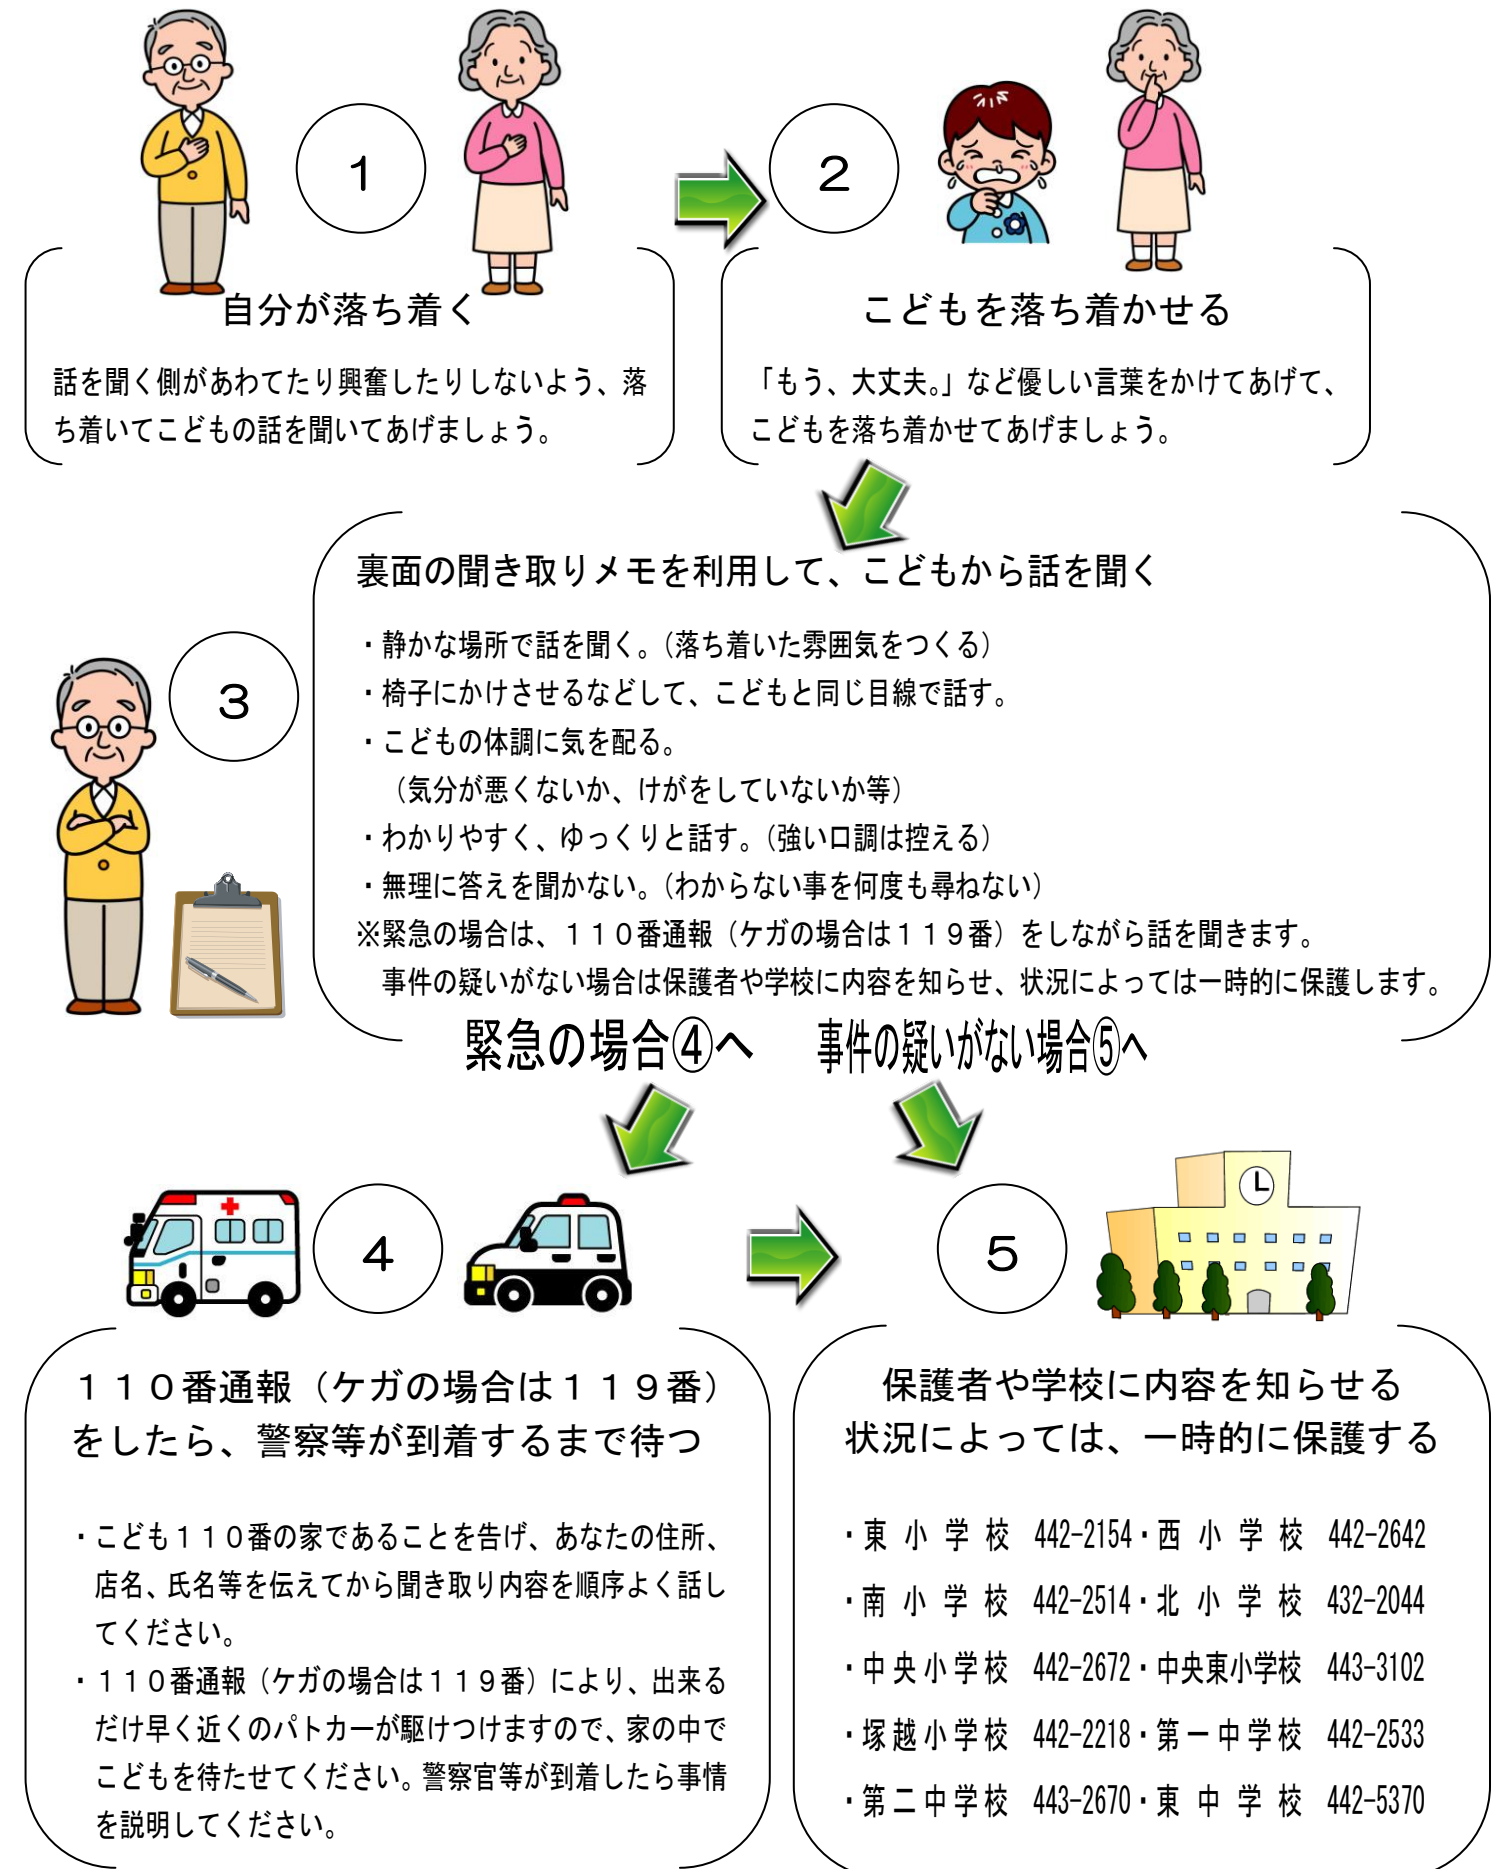 1
自分が落ち着く
話を聞く側があわてたり興奮したりしないよう、落
ち着いてこどもの話を聞いてあげましょう。
2
こどもを落ち着かせる
「もう、大丈夫。」など優しい言葉をかけてあげて、
こどもを落ち着かせてあげましょう。
3
裏面の聞き取りメモを利用して、こどもから話を聞く
・静かな場所で話を聞く。(落ち着いた雰囲気をつくる)
・椅子にかけさせるなどして、こどもと同じ目線で話す。
・こどもの体調に気を配る。
(気分が悪くないか、けがをしていないか等)
・わかりやすく、ゆっくりと話す。(強い口調は控える)
・無理に答えを聞かない。(わからない事を何度も尋ねない)
※緊急の場合は、110番通報(ケガの場合は119番)をしながら話を聞きます。
事件の疑いがない場合は保護者や学校に内容を知らせ、状況によっては一時的に保護します。
緊急の場合④へ 事件の疑いがない場合⑤へ
4
110番通報(ケガの場合は119番)
をしたら、警察等が到着するまで待つ
・こども110番の家であることを告げ、あなたの住所、
店名、氏名等を伝えてから聞き取り内容を順序よく話し
てください。
・110番通報(ケガの場合は119番)により、出来る
だけ早く近くのパトカーが駆けつけますので、家の中で
こどもを待たせてください。警察官等が到着したら事情
を説明してください。
5
保護者や学校に内容を知らせる
状況によっては、一時的に保護する
・東小学校 442-2154・西小学校 442-2642
・南小学校 442-2514・北小学校 432-2044
・中央小学校 442-2672・中央東小学校 443-3102
・塚越小学校 442-2218・第一中学校 442-2533
・第二中学校 443-2670・東中学校 442-5370